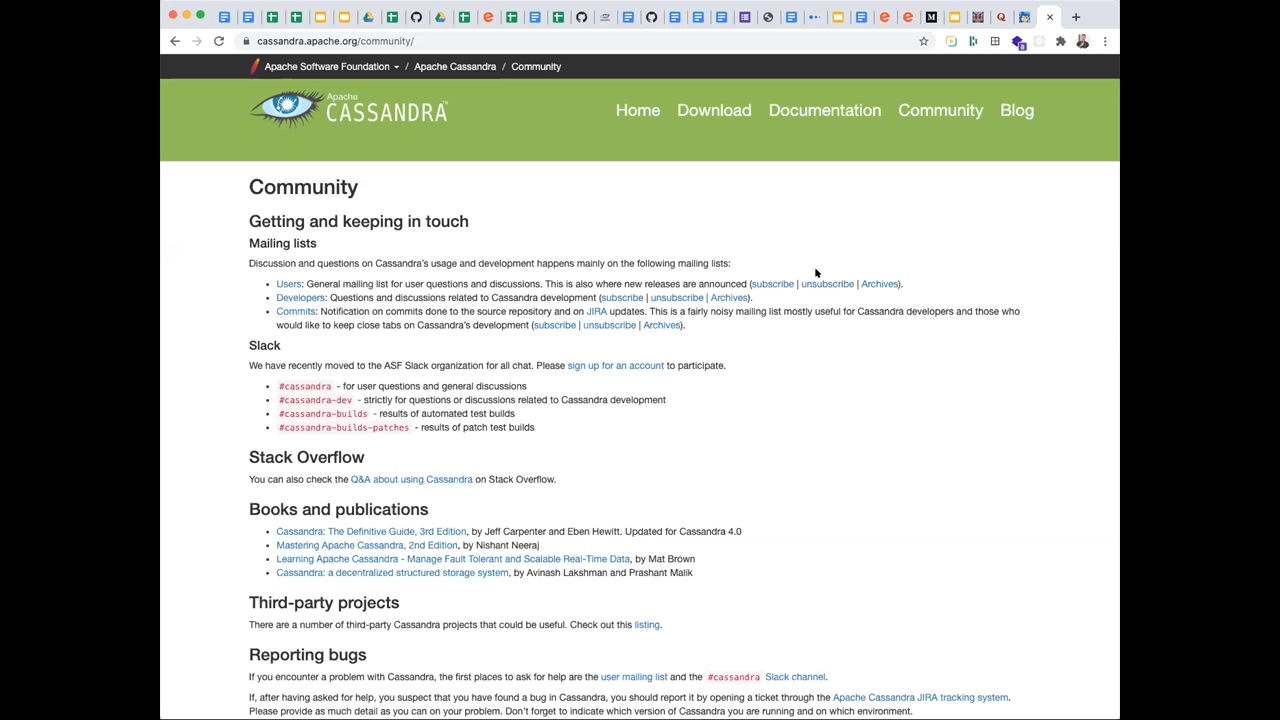 cassandra.apache.org/community/
Apache Software Foundation / Apache Cassandra / Community
Apache
CASSANDRA
Home Download Documentation Community Blog
Community
Getting and keeping in touch
Mailing lists
Discussion and questions on Cassandra's usage and development happens mainly on the following mailing lists:
• Users: General mailing list for user questions and discussions. This is also where new releases are announced (subscribe | unsubscribe | Archives).
• Developers: Questions and discussions related to Cassandra development (subscribe | unsubscribe | Archives).
• Commits: Notification on commits done to the source repository and on JIRA updates. This is a fairly noisy mailing list mostly useful for Cassandra developers and those who
would like to keep close tabs on Cassandra's development (subscribe | unsubscribe | Archives).
Slack
We have recently moved to the ASF Slack organization for all chat. Please sign up for an account to participate.
• #cassandra - for user questions and general discussions
• #cassandra-dev - strictly for questions or discussions related to Cassandra development
• #cassandra-builds - results of automated test builds
• #cassandra-builds-patches - results of patch test builds
Stack Overflow
You can also check the Q&A about using Cassandra on Stack Overflow.
Books and publications
• Cassandra: The Definitive Guide, 3rd Edition, by Jeff Carpenter and Eben Hewitt. Updated for Cassandra 4.0
• Mastering Apache Cassandra, 2nd Edition, by Nishant Neeraj
• Learning Apache Cassandra - Manage Fault Tolerant and Scalable Real-Time Data, by Mat Brown
• Cassandra: a decentralized structured storage system, by Avinash Lakshman and Prashant Malik
Third-party projects
There are a number of third-party Cassandra projects that could be useful. Check out this listing.
Reporting bugs
If you encounter a problem with Cassandra, the first places to ask for help are the user mailing list and the #cassandra Slack channel.
If, after having asked for help, you suspect that you have found a bug in Cassandra, you should report it by opening a ticket through the Apache Cassandra JIRA tracking system.
Please provide as much detail as you can on your problem. Don't forget to indicate which version of Cassandra you are running and on which environment.